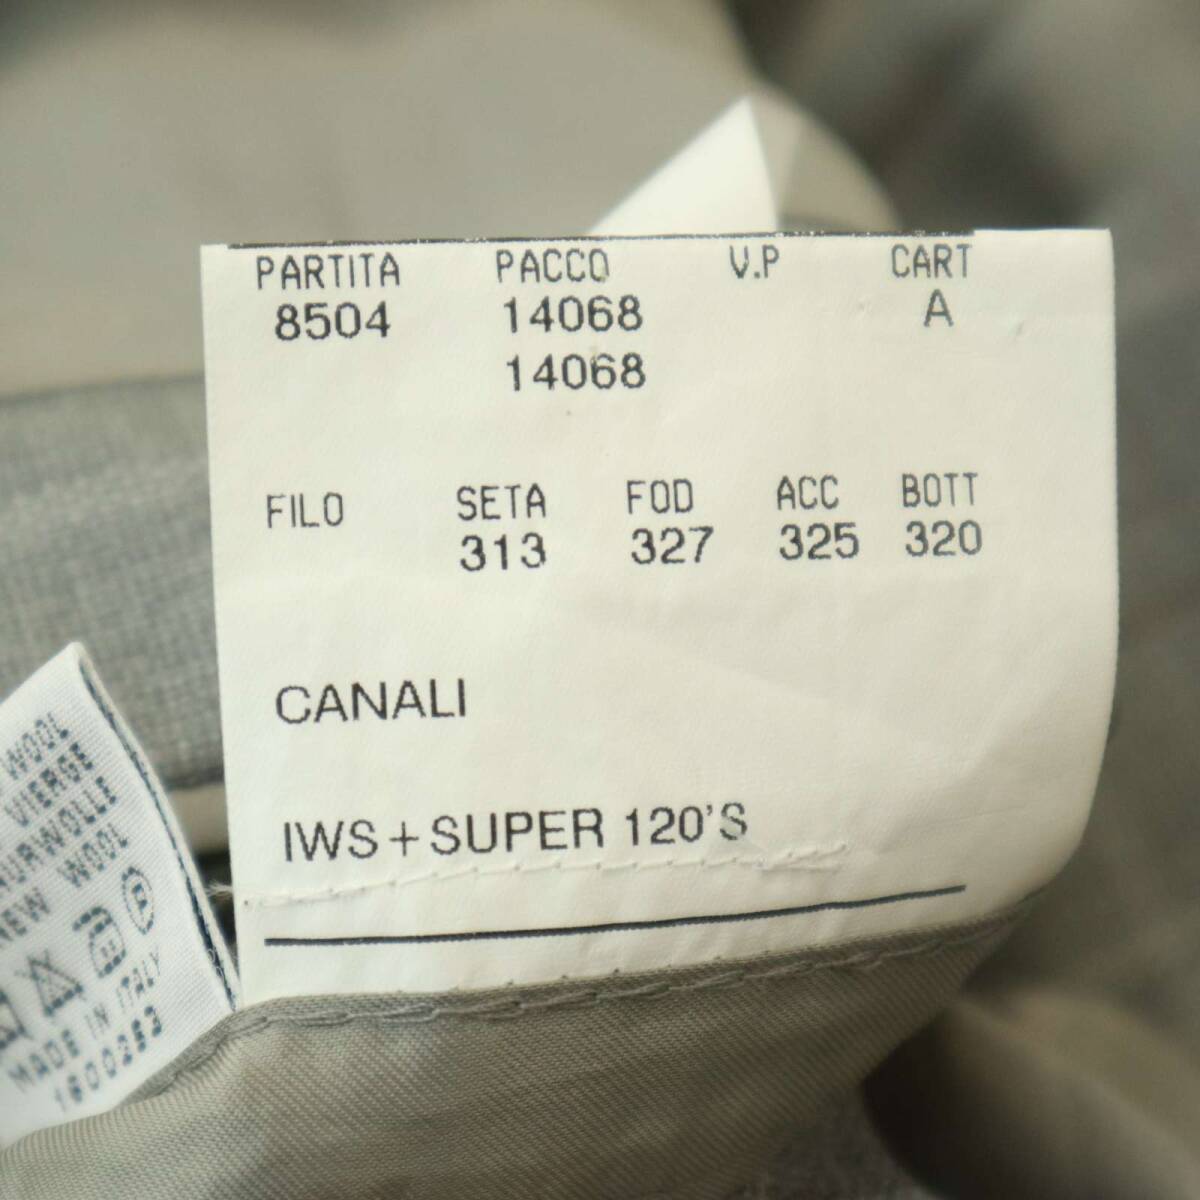 PARTITA PACCO V.P CART
8504 14068 A
14068
FILO SETA FOD ACC BOTT
313 327 325 320
CANALI
IWS + SUPER 120'S
WOOL
VIERGE
WOOL
MADE IN ITALY